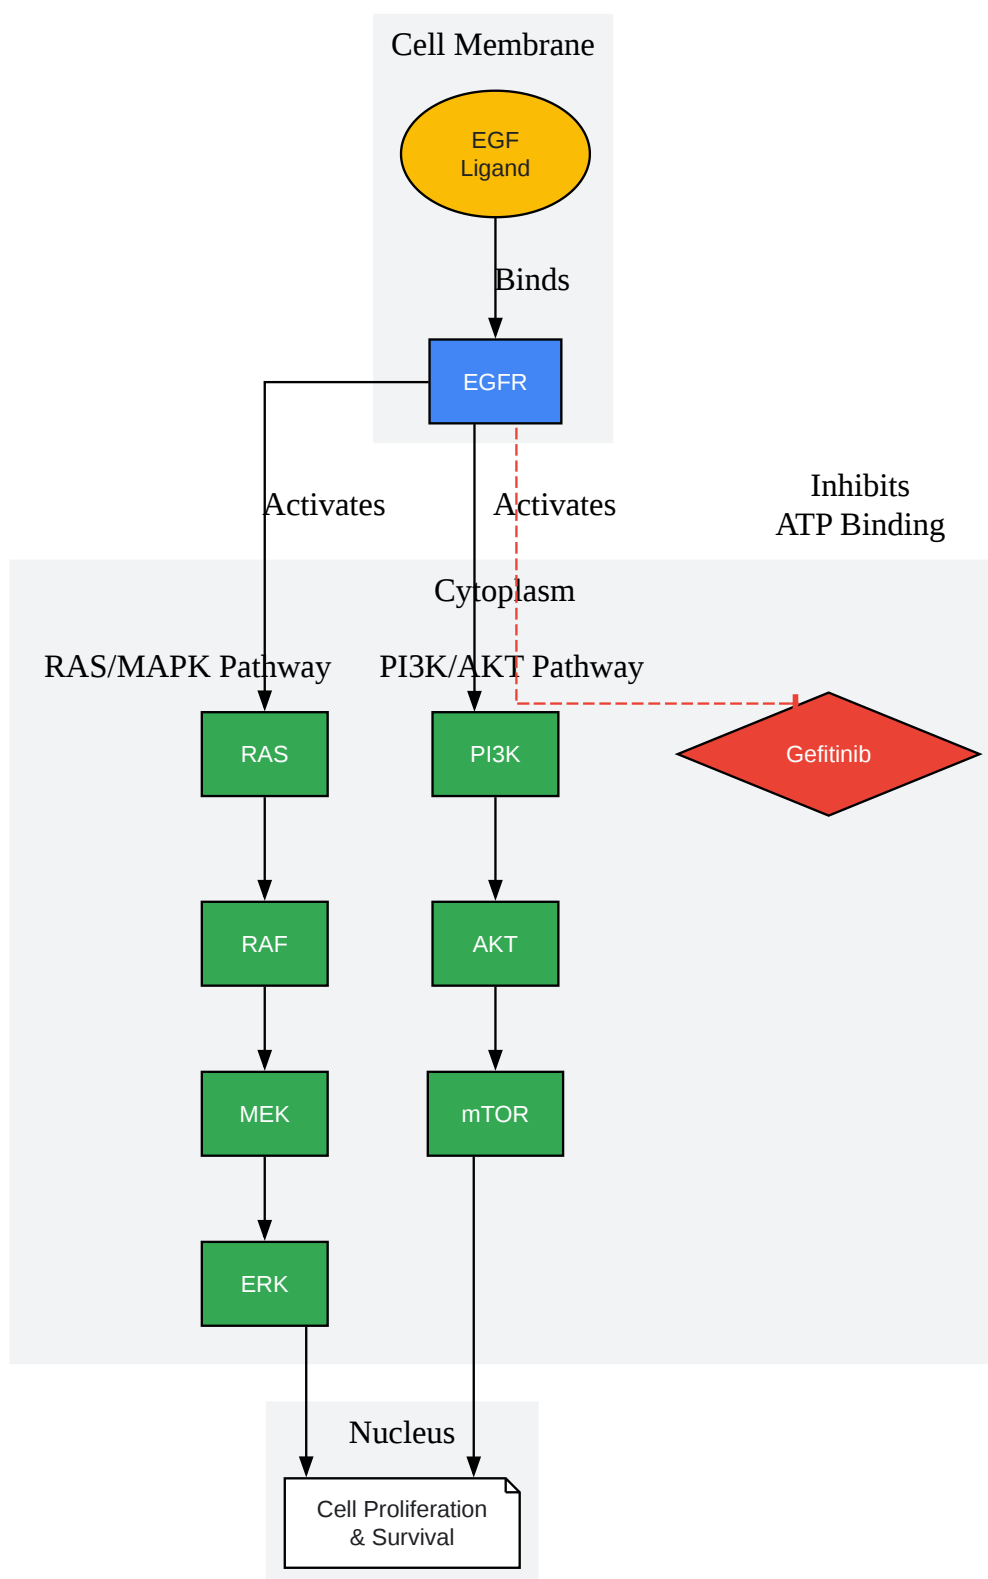 Cell Membrane
EGF
Ligand
Binds
EGFR
Activates
Activates
Inhibits
ATP Binding
Cytoplasm
RAS/MAPK Pathway
PI3K/AKT Pathway
RAS
PI3K
Gefitinib
RAF
AKT
MEK
mTOR
ERK
Nucleus
Cell Proliferation
& Survival